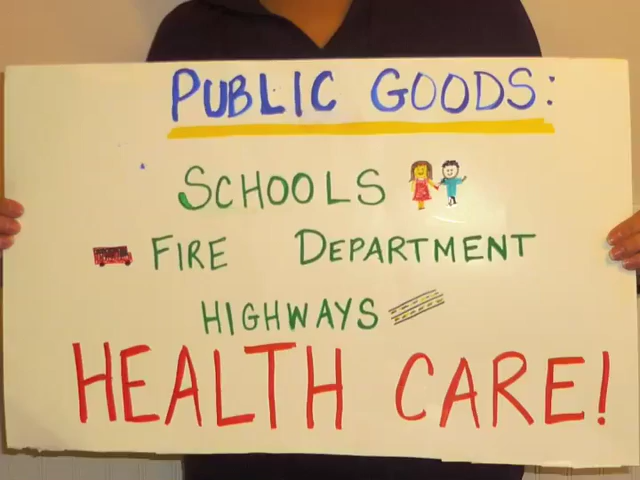 PUBLIC GOODS:
SCHOOLS
FIRE DEPARTMENT
HIGHWAYS
HEALTH CARE!